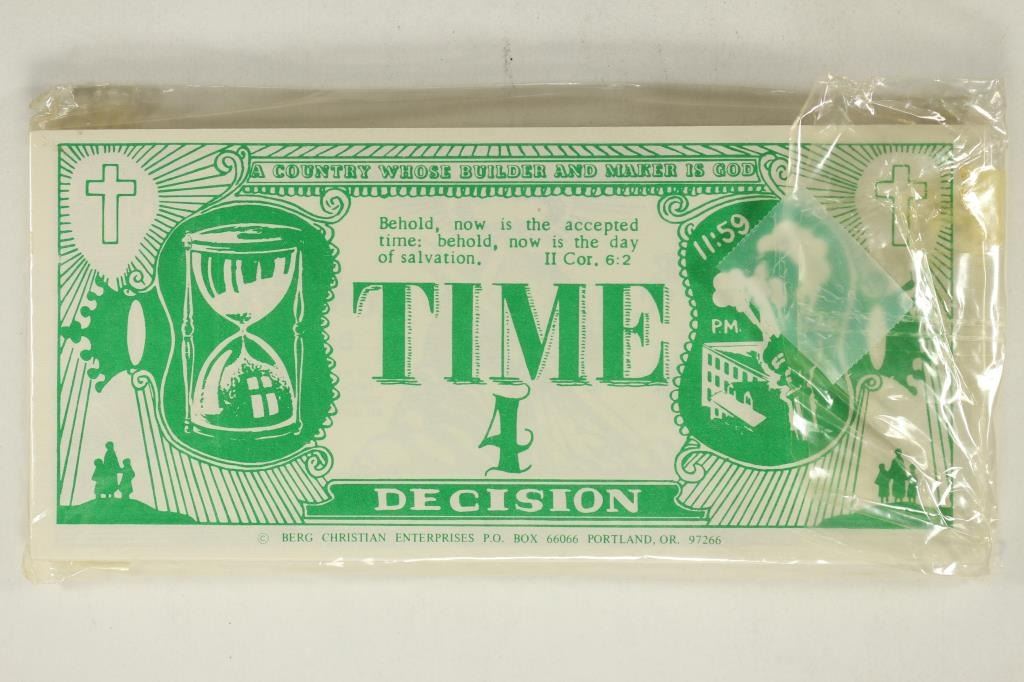 A COUNTRY WHOSE BUILDER AND MAKER IS GOD
Behold, now is the accepted
time: behold, now is the day
of salvation. II Cor. 6:2
11:59
P.M.
TIME
4
DECISION
© BERG CHRISTIAN ENTERPRISES P.O. BOX 66066 PORTLAND, OR. 97266